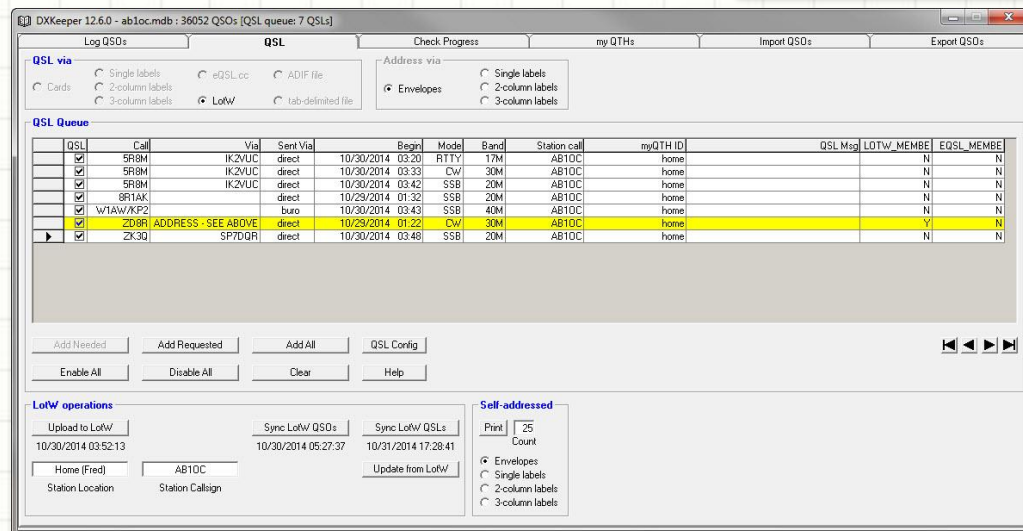 DXKeeper 12.6.0 - ab1oc.mdb : 36052 QSOs [QSL queue: 7 QSLs]
Log QSOs QSL Check Progress my QTHs Import QSOs Export QSOs
QSL via Address via
Cards Single labels 2-column labels 3-column labels eQSL.cc LotW ADIF file tab-delimited file
Envelopes Single labels 2-column labels 3-column labels
QSL Queue
QSL Call Via Sent Via Begin Mode Band Station call myQTH ID QSL Msg LOTW_MEMBE EQSL_MEMBE
5R8M IK2VUC direct 10/30/2014 03:20 RTTY 17M AB1OC home N N
5R8M IK2VUC direct 10/30/2014 03:33 CW 30M AB1OC home N N
5R8M IK2VUC direct 10/30/2014 03:42 SSB 20M AB1OC home N N
8R1AK direct 10/29/2014 01:32 SSB 20M AB1OC home N N
W1AW/KP2 buro 10/30/2014 03:43 SSB 40M AB1OC home N N
ZD8R ADDRESS - SEE ABOVE direct 10/29/2014 01:22 CW 30M AB1OC home Y N
ZK3Q SP7DQR direct 10/30/2014 03:48 SSB 20M AB1OC home N N
Add Needed Add Requested Add All QSL Config
Enable All Disable All Clear Help
LotW operations
Upload to LotW Sync LotW QSOs Sync LotW QSLs
10/30/2014 03:52:13 10/30/2014 05:27:37 10/31/2014 17:28:41
Home (Fred) AB1OC Update from LotW
Station Location Station Callsign
Self-addressed
Print 25
Count
Envelopes
Single labels
2-column labels
3-column labels